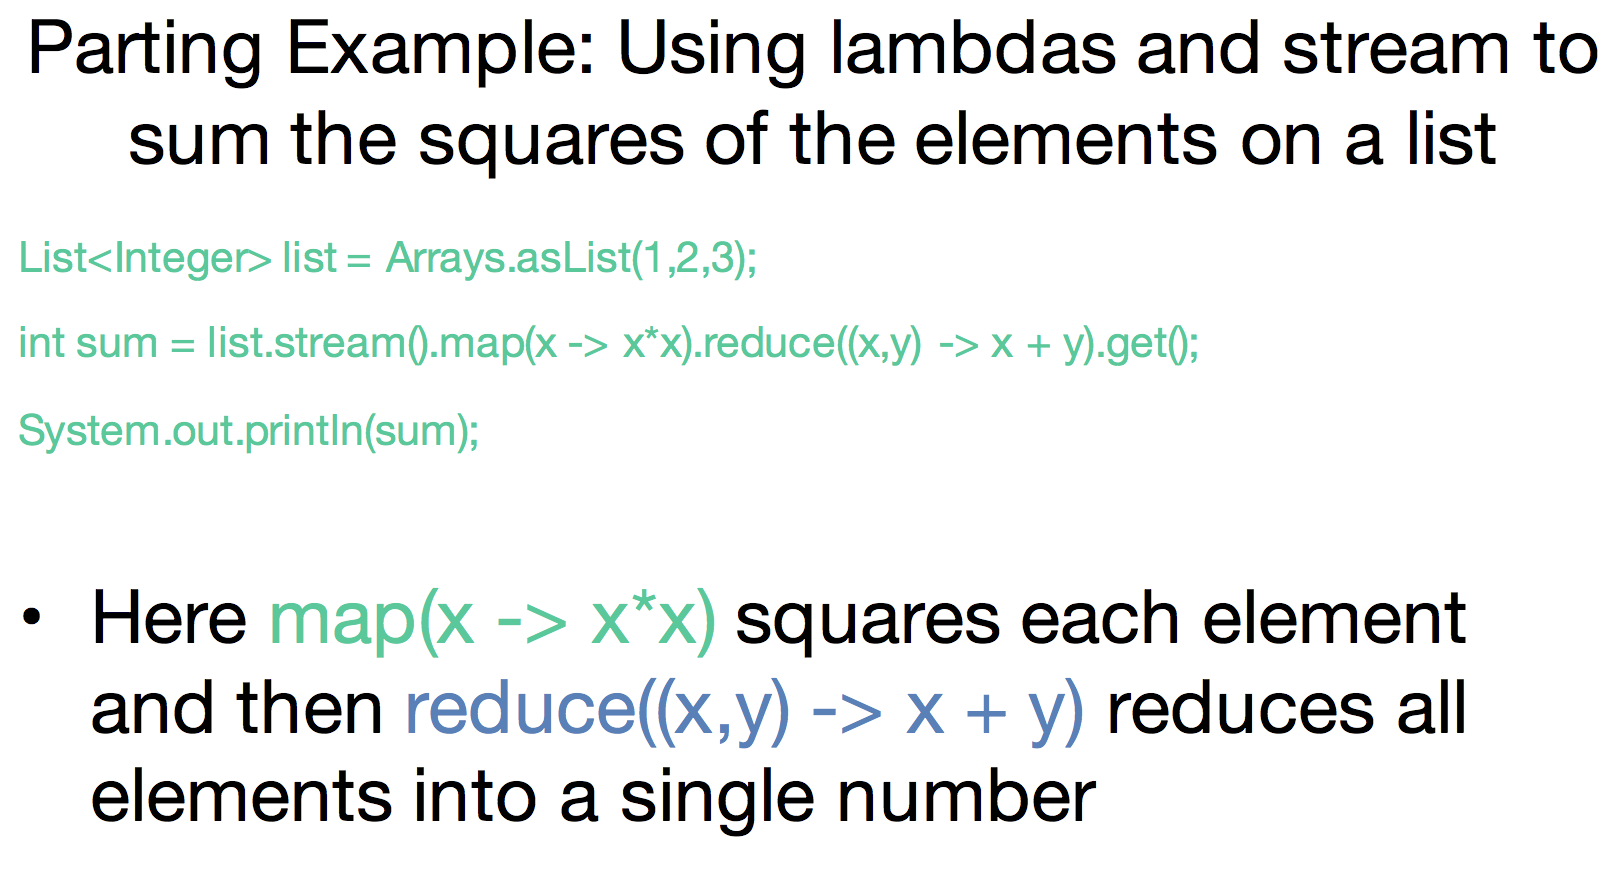 Parting Example: Using lambdas and stream to
sum the squares of the elements on a list
List<Integer> list = Arrays.asList(1,2,3);
int sum = list.stream().map(x -> x*x).reduce((x,y) -> x + y).get();
System.out.println(sum);
• Here map(x -> x*x) squares each element
and then reduce((x,y) -> x + y) reduces all
elements into a single number